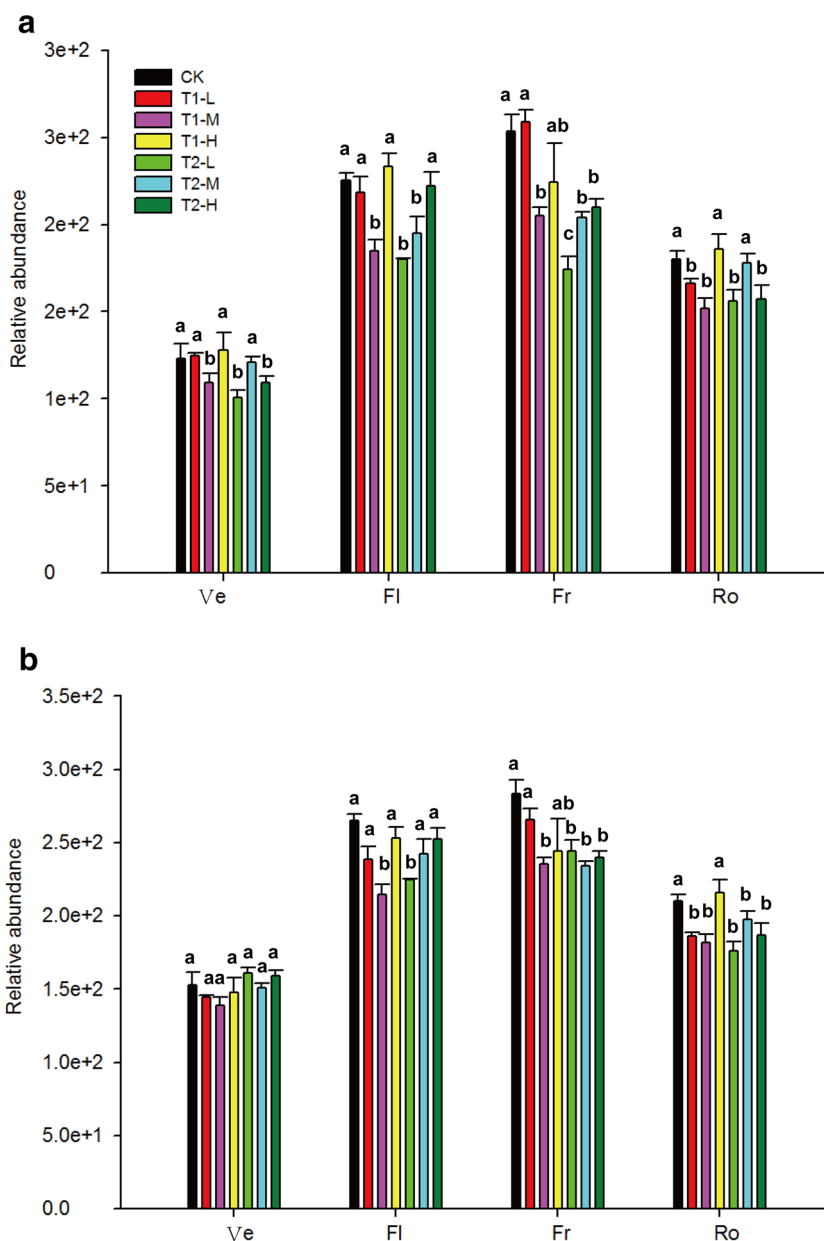 a
3e+2
3e+2
2e+2
2e+2
1e+2
5e+1
0
Relative abundance
CK
T1-L
T1-M
T1-H
T2-L
T2-M
T2-H
a a b a b a b
a a b a b b a
a a b ab c b b
a b b a b a b
Ve Fl Fr Ro
b
3.5e+2
3.0e+2
2.5e+2
2.0e+2
1.5e+2
1.0e+2
5.0e+1
0.0
Relative abundance
a aa a a a a
a a b a b a a
a a b ab b b b
a b b a b b b
Ve Fl Fr Ro